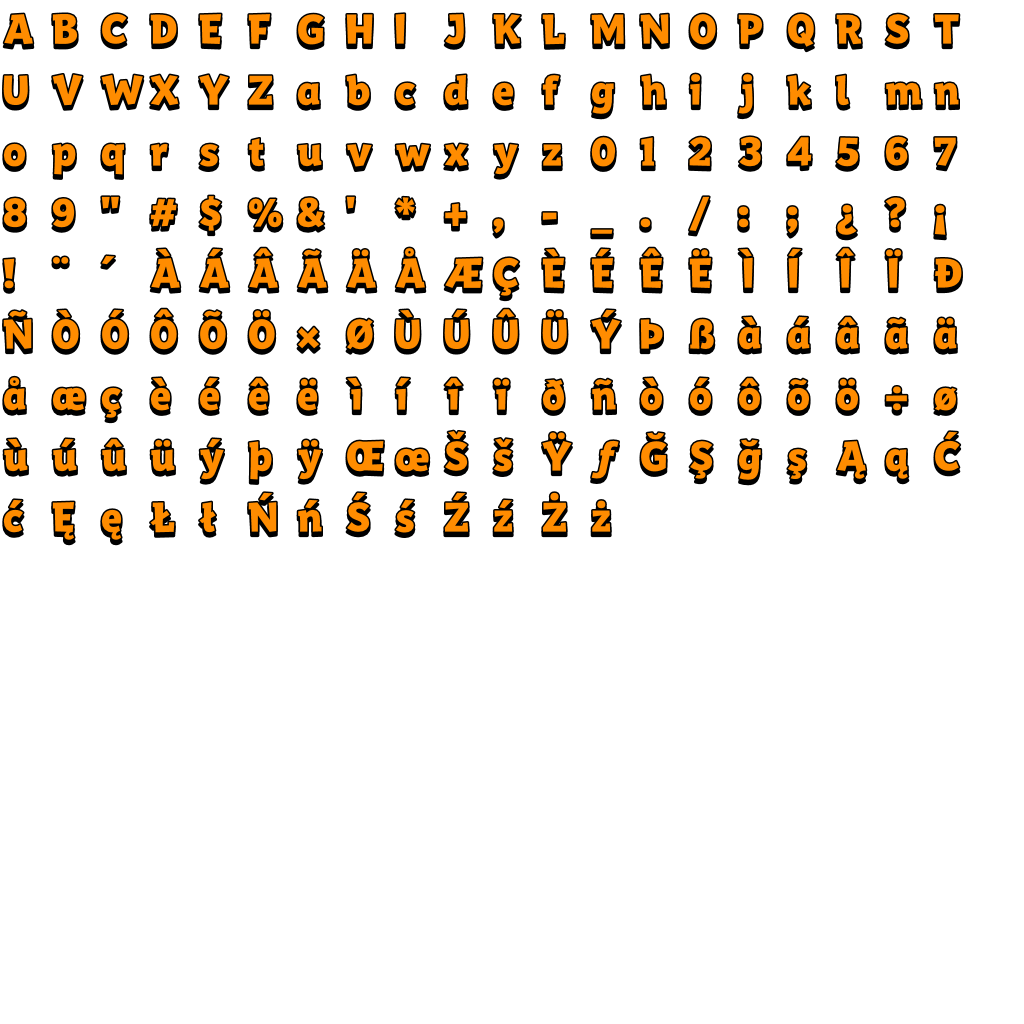 A B C D E F G H I J K L M N O P Q R S T
U V W X Y Z a b c d e f g h i j k l m n
o p q r s t u v w x y z 0 1 2 3 4 5 6 7
8 9 " # $ % & ' * + , - _ . / : ; ¿ ? ¡
! ¨ ´ À Á Â Ã Ä Å Æ Ç È É Ê Ë Ì Í Î Ï Ð
Ñ Ò Ó Ô Õ Ö × Ø Ù Ú Û Ü Ý Þ ß à á â ã ä
å æ ç è é ê ë ì í î ï ð ñ ò ó ô õ ö ÷ ø
ù ú û ü ý þ ÿ Œ œ Š š Ÿ ƒ Ğ Ş ğ ş Ą ą Ć
ć Ę ę Ł ł Ń ń Ś ś Ź ź Ż ż